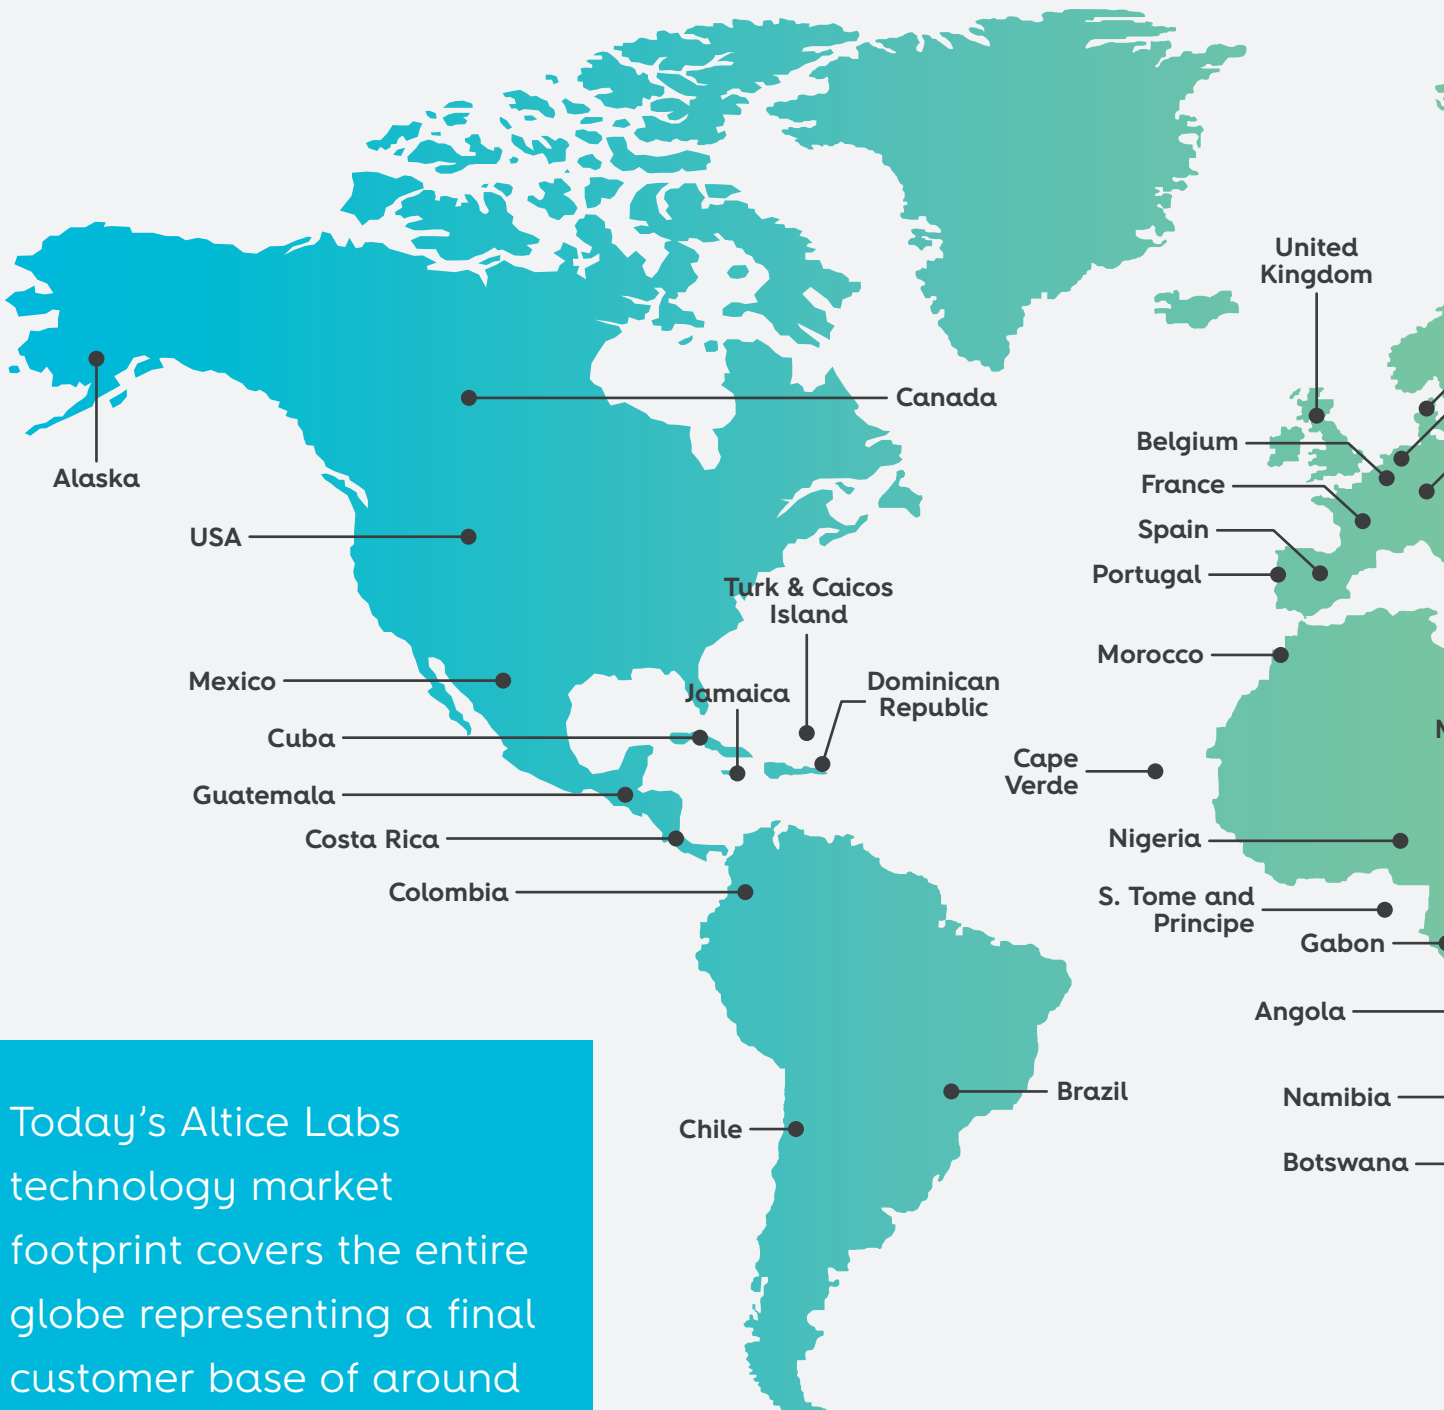 United
Kingdom
Canada
Belgium
Alaska
France
Spain
USA
Portugal
Turk & Caicos
Island
Morocco
Mexico
Jamaica
Dominican
Republic
Cuba
Cape
Verde
Guatemala
Costa Rica
Nigeria
Colombia
S. Tome and
Principe
Gabon
Angola
Brazil
Namibia
Chile
Botswana
Today's Altice Labs
technology market
footprint covers the entire
globe representing a final
customer base of around